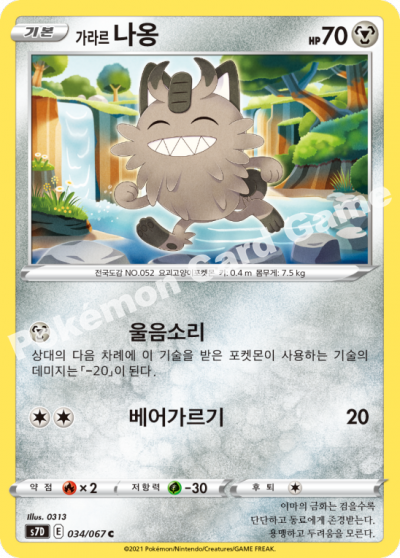 기본 가라르 나옹 HP 70
전국도감 NO.052 요괴고양이포켓몬 키: 0.4 m 몸무게: 7.5 kg
Pokémon Card Game
울음소리
상대의 다음 차례에 이 기술을 받은 포켓몬이 사용하는 기술의
데미지는 「-20」이 된다.
베어가르기 20
약점 ×2 저항력 -30 후퇴
Illus. 0313
s7D E 034/067 C
이마의 금화는 검을수록
단단하고 동료에게 존경받는다.
용맹하고 두려움을 모른다.
©2021 Pokémon/Nintendo/Creatures/GAME FREAK.